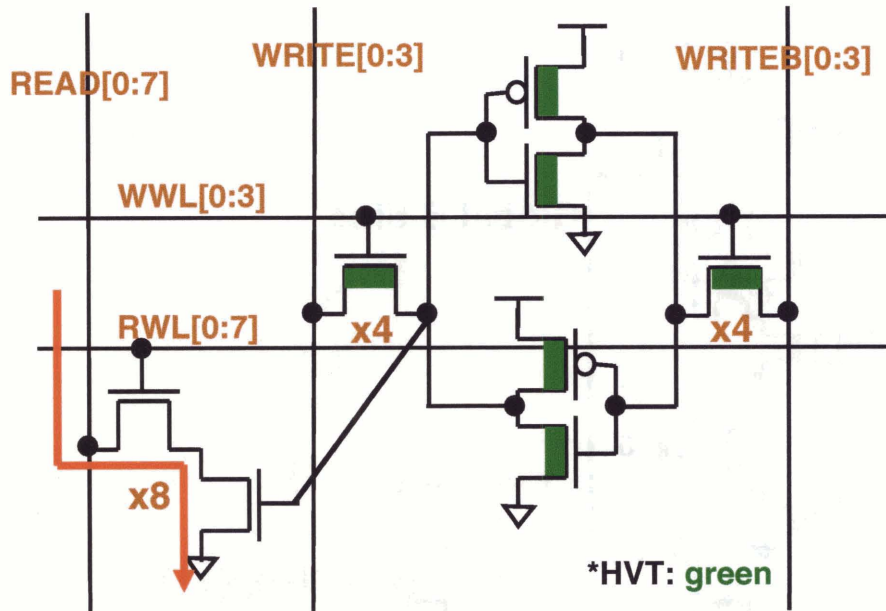 WRITE[0:3]
WRITEB[0:3]
READ[0:7]
WWL[0:3]
x4
x4
RWL[0:7]
x8
*HVT: green